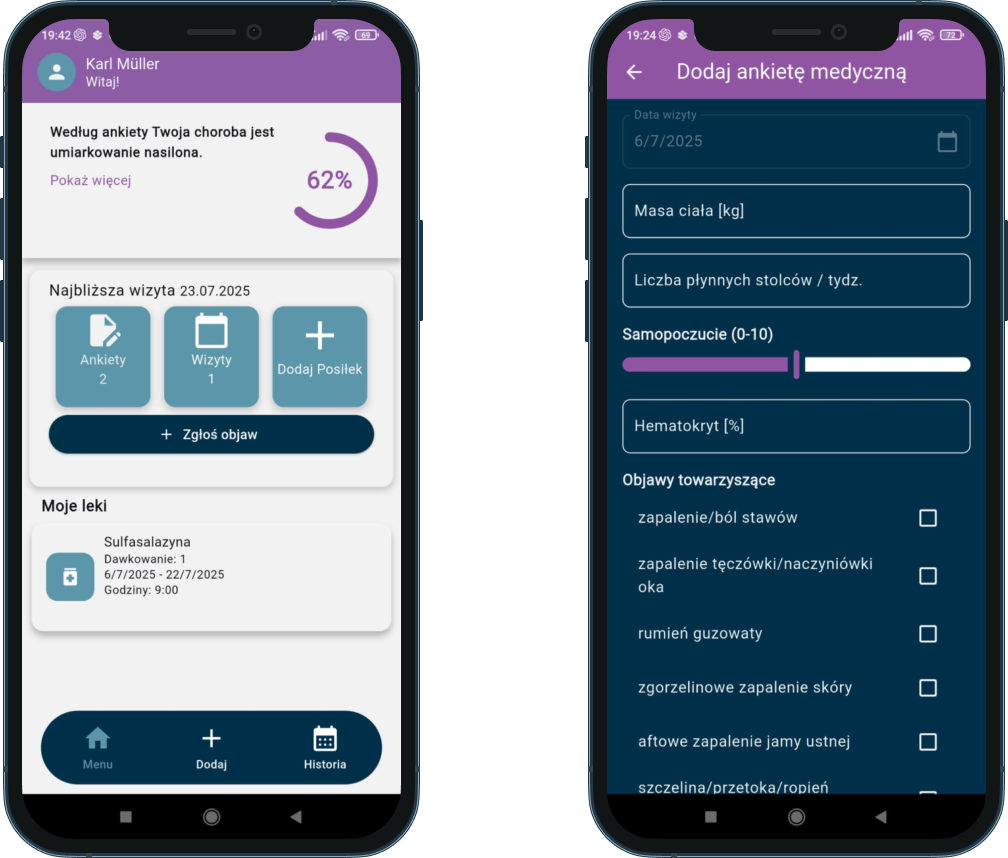 19:42
69
Karl Müller
Witaj!
Według ankiety Twoja choroba jest
umiarkowanie nasilona.
Pokaż więcej
62%
Najbliższa wizyta 23.07.2025
Ankiety
2
Wizyty
1
Dodaj Posiłek
+ Zgłoś objaw
Moje leki
Sulfasalazyna
Dawkowanie: 1
6/7/2025 - 22/7/2025
Godziny: 9:00
Menu
Dodaj
Historia
19:24
72
Dodaj ankietę medyczną
Data wizyty
6/7/2025
Masa ciała [kg]
Liczba płynnych stolców / tydz.
Samopoczucie (0-10)
Hematokryt [%]
Objawy towarzyszące
zapalenie/ból stawów
zapalenie tęczówki/naczyniówki
oka
rumień guzowaty
zgorzelinowe zapalenie skóry
aftowe zapalenie jamy ustnej
szczelina/przetoka/ropień